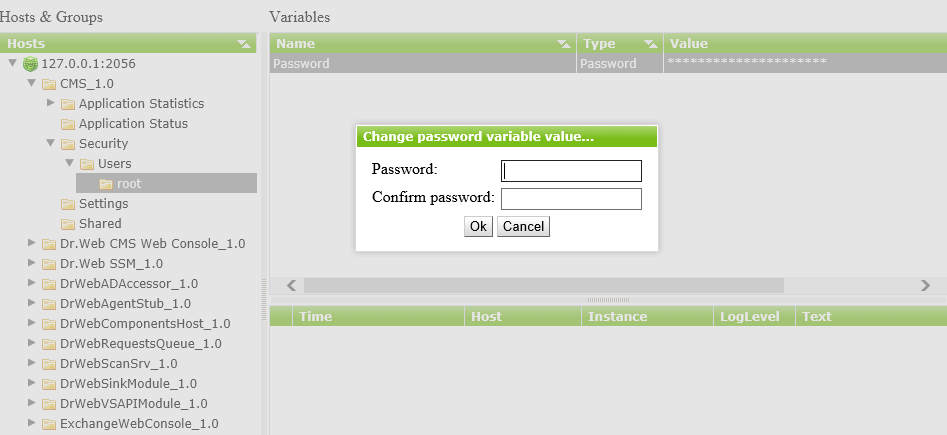 Hosts & Groups
Hosts
127.0.0.1:2056
CMS_1.0
Application Statistics
Application Status
Security
Users
root
Settings
Shared
Dr.Web CMS Web Console_1.0
Dr.Web SSM_1.0
DrWebADAccessor_1.0
DrWebAgentStub_1.0
DrWebComponentsHost_1.0
DrWebRequestsQueue_1.0
DrWebScanSrv_1.0
DrWebSinkModule_1.0
DrWebVSAPIModule_1.0
ExchangeWebConsole_1.0
Variables
Name Type Value
Password Password *********************
Change password variable value...
Password:
Confirm password:
Ok Cancel
Time Host Instance LogLevel Text